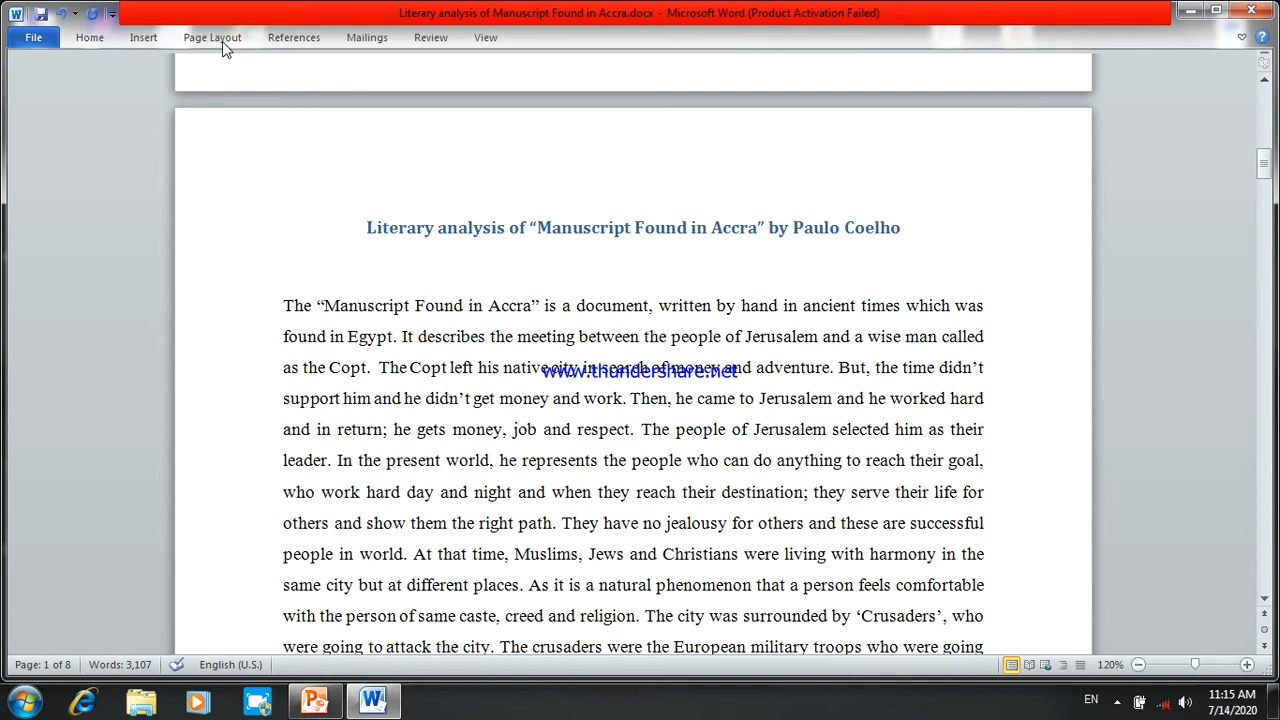 Literary analysis of Manuscript Found in Accra.docx - Microsoft Word (Product Activation Failed)
File Home Insert Page Layout References Mailings Review View
Literary analysis of “Manuscript Found in Accra” by Paulo Coelho
The “Manuscript Found in Accra” is a document, written by hand in ancient times which was
found in Egypt. It describes the meeting between the people of Jerusalem and a wise man called
as the Copt. The Copt left his native city in search of money and adventure. But, the time didn’t
www.thundershare.net
support him and he didn’t get money and work. Then, he came to Jerusalem and he worked hard
and in return; he gets money, job and respect. The people of Jerusalem selected him as their
leader. In the present world, he represents the people who can do anything to reach their goal,
who work hard day and night and when they reach their destination; they serve their life for
others and show them the right path. They have no jealousy for others and these are successful
people in world. At that time, Muslims, Jews and Christians were living with harmony in the
same city but at different places. As it is a natural phenomenon that a person feels comfortable
with the person of same caste, creed and religion. The city was surrounded by ‘Crusaders’, who
were going to attack the city. The crusaders were the European military troops who were going
Page: 1 of 8 Words: 3,107 English (U.S.) 120%
EN 11:15 AM
7/14/2020